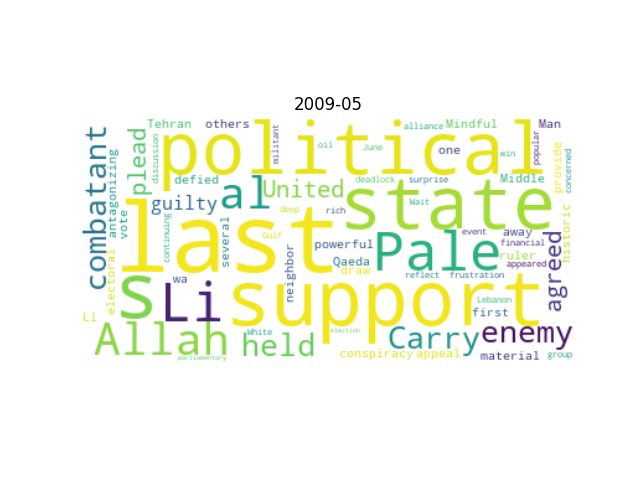 2009-05
Tehran others political alliance Mindful Man
combatant antagonizing plead discussion militant oil June one win popular provide concerned
defied al United deadlock surprise Middle
vote guilty deep rich state Wait event away historic
last several Gulf neighbor powerful Pale financial
continuing wa Qaeda draw appeared ruler agreed
electoral s Li support reflect frustration
Ll White election Lebanon first
Allah held Carry enemy
parliamentary conspiracy appeal material group